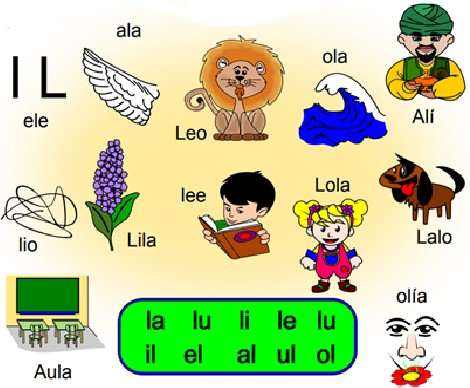 l L
ele
ala
Leo
ola
Alí
lio
Lila
lee
Lola
Lalo
Aula
la lu li le lu
il el al ul ol
olía